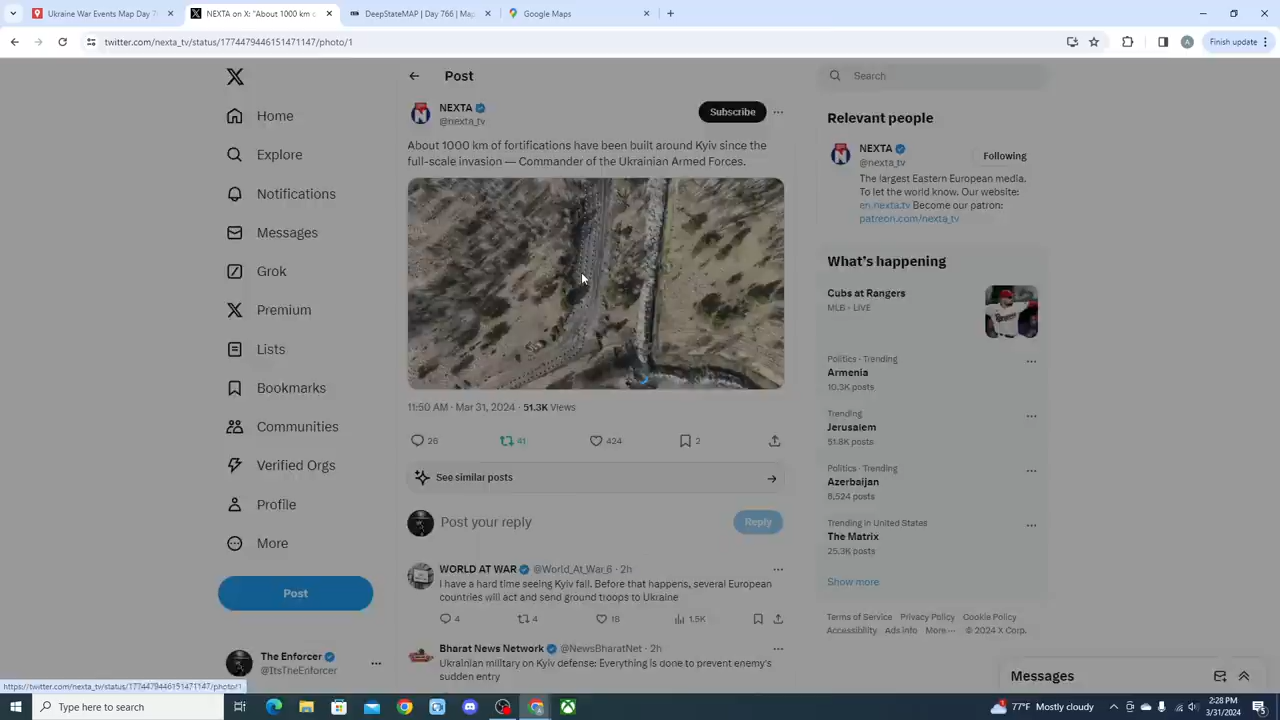 Ukraine War Events Map Day 7
NEXTA on X: "About 1000 km o
DeepStateMAP | Day 766 | Map
Google Maps
twitter.com/nexta_tv/status/1774479446151471147/photo/1
A
Finish update
Home
Explore
Notifications
Messages
Grok
Premium
Lists
Bookmarks
Communities
Verified Orgs
Profile
More
Post
The Enforcer
@ItsTheEnforcer
Post
NEXTA
@nexta_tv
Subscribe
About 1000 km of fortifications have been built around Kyiv since the
full-scale invasion — Commander of the Ukrainian Armed Forces.
11:50 AM · Mar 31, 2024 · 51.3K Views
26
41
424
2
See similar posts
Post your reply
Reply
WORLD AT WAR @World_At_War_6 · 2h
I have a hard time seeing Kyiv fall. Before that happens, several European
countries will act and send ground troops to Ukraine
4
4
18
1.5K
Bharat News Network @NewsBharatNet · 2h
Ukrainian military on Kyiv defense: Everything is done to prevent enemy's
sudden entry
Search
Relevant people
NEXTA
@nexta_tv
Following
The largest Eastern European media.
To let the world know. Our website:
en.nexta.tv Become our patron:
patreon.com/nexta_tv
What's happening
Cubs at Rangers
MLB · LIVE
Politics · Trending
Armenia
10.3K posts
Trending
Jerusalem
51.8K posts
Politics · Trending
Azerbaijan
8,524 posts
Trending in United States
The Matrix
25.3K posts
Show more
Terms of Service Privacy Policy Cookie Policy
Accessibility Ads info More ··· © 2024 X Corp.
Messages
https://twitter.com/nexta_tv/status/1774479446151471147/photo/1
Type here to search
77°F Mostly cloudy
2:28 PM
3/31/2024